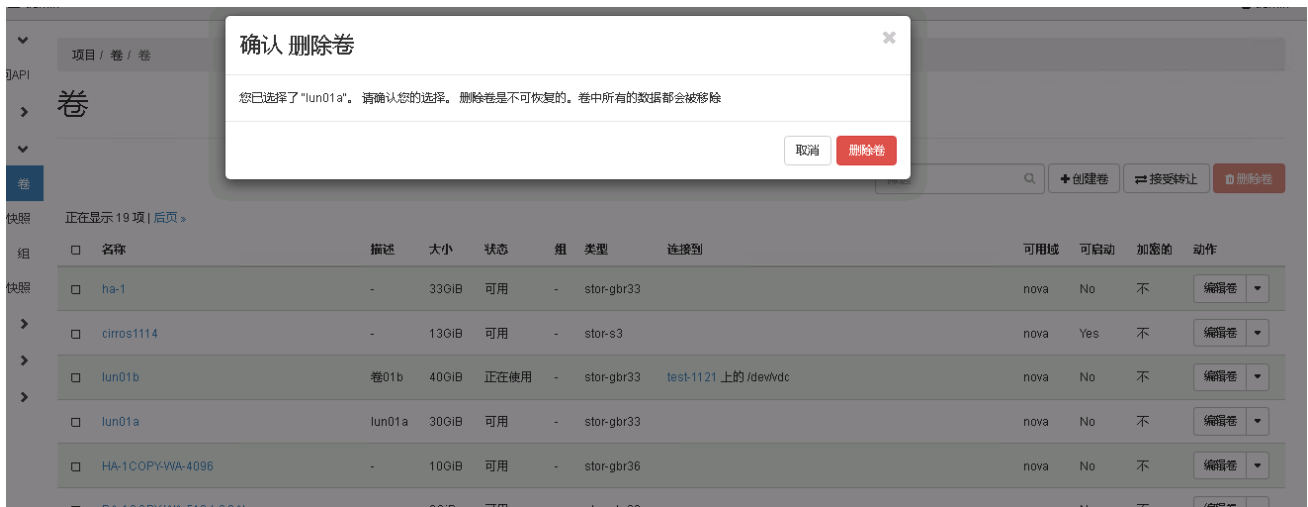 确认 删除卷
×
项目 / 卷 / 卷
API
您已选择了"lun01a"。 请确认您的选择。 删除卷是不可恢复的。卷中所有的数据都会被移除
卷
取消 删除卷
卷
创建卷 接受转让 删除卷
快照
正在显示 19 项 | 后页 »
组
名称 描述 大小 状态 组 类型 连接到 可用域 可启动 加密的 动作
快照
ha-1 - 33GiB 可用 - stor-gbr33 nova No 不 编辑卷
cirros1114 - 13GiB 可用 - stor-s3 nova Yes 不 编辑卷
lun01b 卷01b 40GiB 正在使用 - stor-gbr33 test-1121 上的 /dev/vdc nova No 不 编辑卷
lun01a lun01a 30GiB 可用 - stor-gbr33 nova No 不 编辑卷
HA-1COPY-WA-4096 - 10GiB 可用 - stor-gbr36 nova No 不 编辑卷